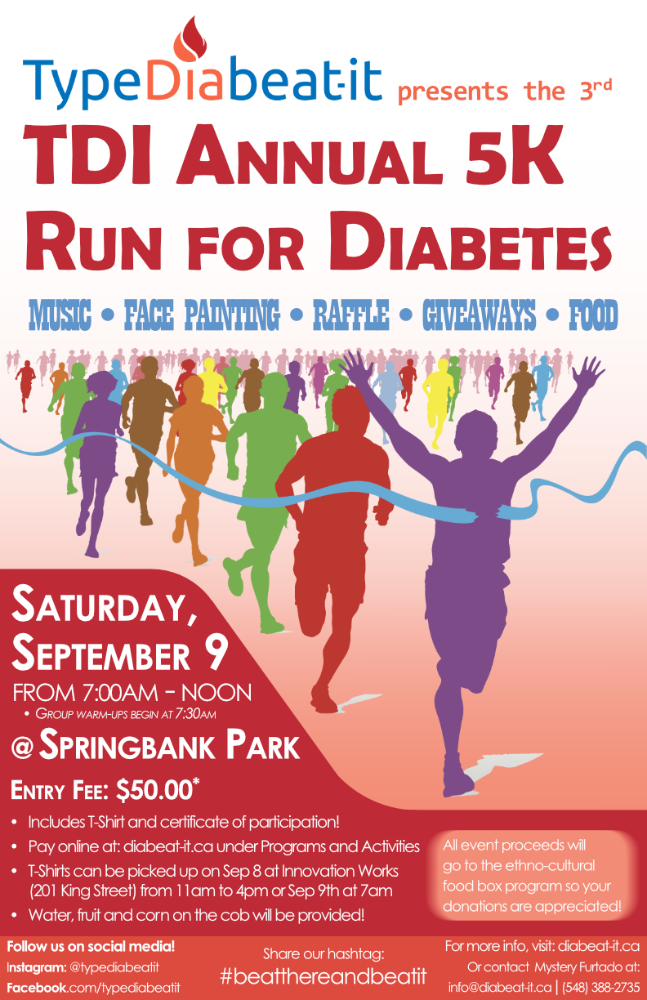 TypeDiabeat-it presents the 3rd
TDI Annual 5K
Run for Diabetes
MUSIC • FACE PAINTING • RAFFLE • GIVEAWAYS • FOOD
Saturday,
September 9
FROM 7:00AM – NOON
• Group warm-ups begin at 7:30am
@ Springbank Park
Entry Fee: $50.00*
• Includes T-Shirt and certificate of participation!
• Pay online at: diabeat-it.ca under Programs and Activities
• T-Shirts can be picked up on Sep 8 at Innovation Works
(201 King Street) from 11am to 4pm or Sep 9th at 7am
• Water, fruit and corn on the cob will be provided!
All event proceeds will
go to the ethno-cultural
food box program so your
donations are appreciated!
Follow us on social media!
Instagram: @typediabeatit
Facebook.com/typediabeatit
Share our hashtag:
#beatthereandbeatit
For more info, visit: diabeat-it.ca
Or contact Mystery Furtado at:
info@diabeat-it.ca | (548) 388-2735